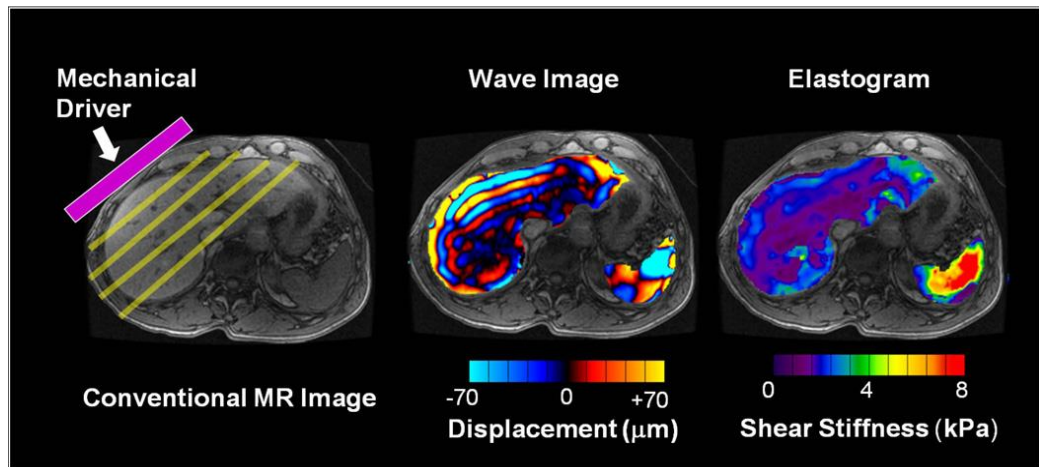 Mechanical
Driver
Wave Image
Elastogram
Conventional MR Image
-70
0
+70
Displacement (μm)
0
4
8
Shear Stiffness (kPa)